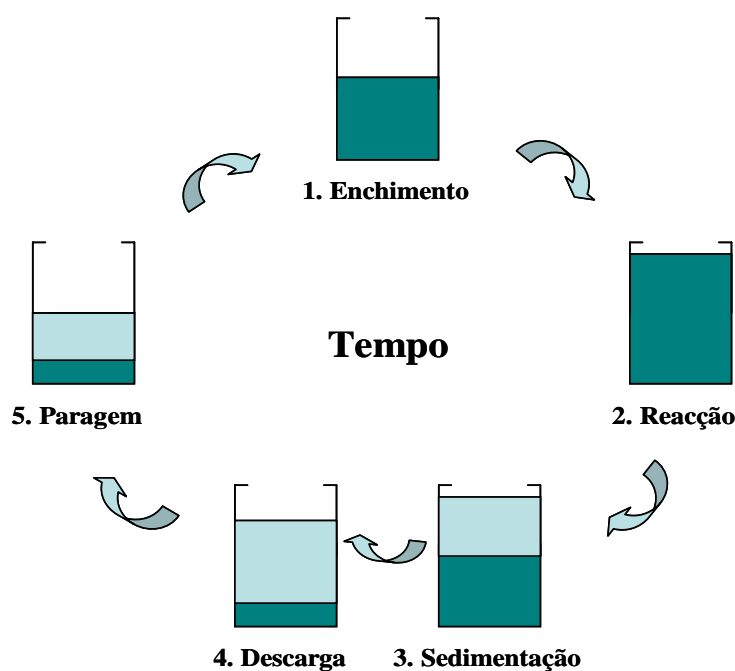 1. Enchimento
Tempo
5. Paragem
2. Reacção
4. Descarga
3. Sedimentação